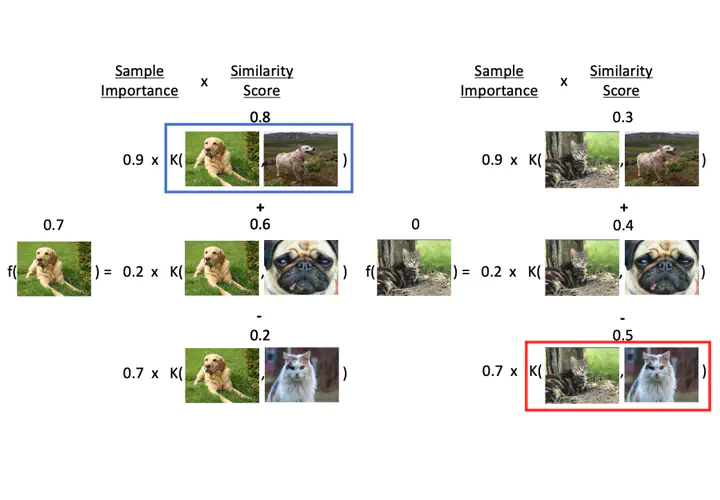 Sample Importance x Similarity Score
0.8
0.9 x K( , )
+
0.7 0.6
f( ) = 0.2 x K( , )
-
0.2
0.7 x K( , )
Sample Importance x Similarity Score
0.3
0.9 x K( , )
+
0 0.4
f( ) = 0.2 x K( , )
-
0.5
0.7 x K( , )